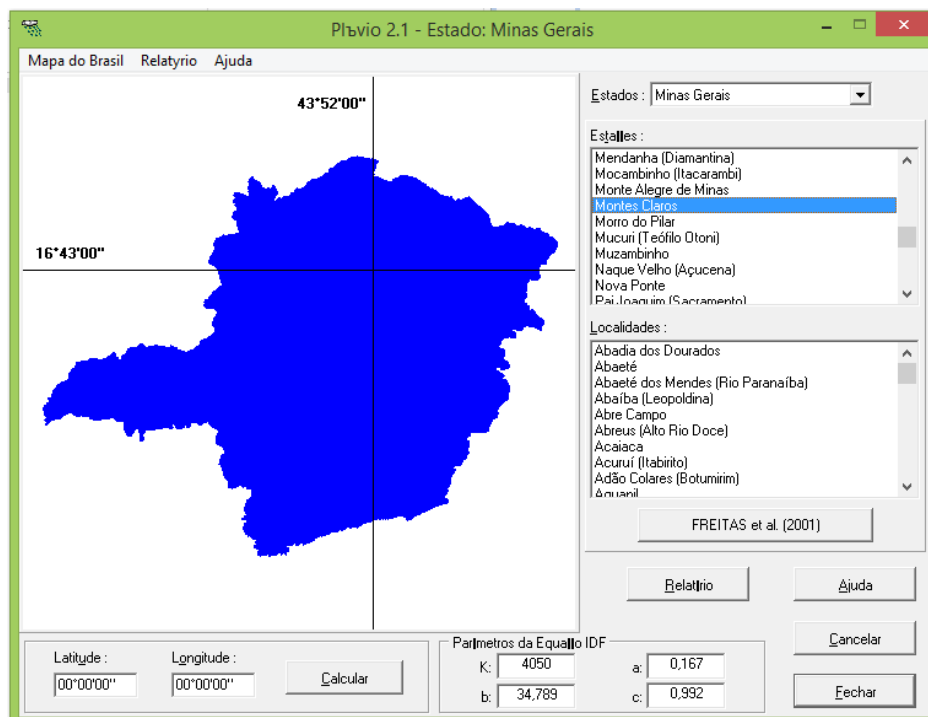 Plъvio 2.1 - Estado: Minas Gerais
Mapa do Brasil Relatyrio Ajuda
43°52'00"
16°43'00"
Estados : Minas Gerais
Estalles :
Mendanha (Diamantina)
Mocambinho (Itacarambi)
Monte Alegre de Minas
Montes Claros
Morro do Pilar
Mucuri (Teófilo Otoni)
Muzambinho
Naque Velho (Açucena)
Nova Ponte
Pai Joaquim (Sacramento)
Localidades :
Abadia dos Dourados
Abaeté
Abaeté dos Mendes (Rio Paranaíba)
Abaíba (Leopoldina)
Abre Campo
Abreus (Alto Rio Doce)
Acaiaca
Acuruí (Itabirito)
Adão Colares (Botumirim)
Aguanil
FREITAS et al. (2001)
Relatlrio Ajuda
Cancelar
Fechar
Latitude : Longitude :
00°00'00" 00°00'00" Calcular
Parlmetros da Equallo IDF
K: 4050 a: 0,167
b: 34,789 c: 0,992